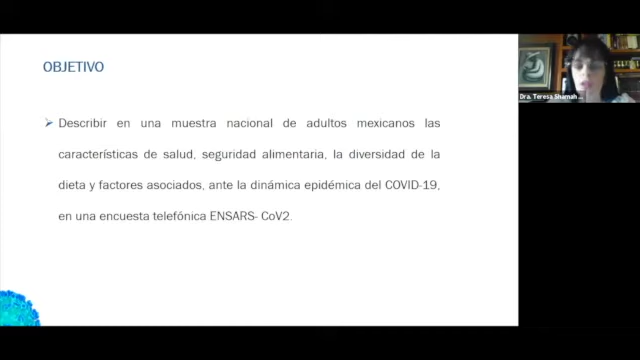 OBJETIVO
Describir en una muestra nacional de adultos mexicanos las
características de salud, seguridad alimentaria, la diversidad de la
dieta y factores asociados, ante la dinámica epidémica del COVID-19,
en una encuesta telefónica ENSARS- CoV2.
Dra. Teresa Shamah